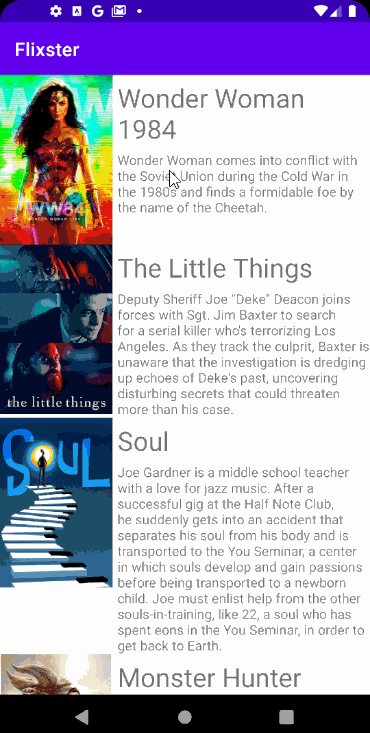 Flixster
Wonder Woman
1984
Wonder Woman comes into conflict with
the Soviet Union during the Cold War in
the 1980s and finds a formidable foe by
the name of the Cheetah.
WW84
The Little Things
Deputy Sheriff Joe "Deke" Deacon joins
forces with Sgt. Jim Baxter to search
for a serial killer who's terrorizing Los
Angeles. As they track the culprit, Baxter is
unaware that the investigation is dredging
up echoes of Deke's past, uncovering
disturbing secrets that could threaten
more than his case.
the little things
Soul
SOUL
Joe Gardner is a middle school teacher
with a love for jazz music. After a
successful gig at the Half Note Club,
he suddenly gets into an accident that
separates his soul from his body and is
transported to the You Seminar, a center
in which souls develop and gain passions
before being transported to a newborn
child. Joe must enlist help from the other
souls-in-training, like 22, a soul who has
spent eons in the You Seminar, in order to
get back to Earth.
Monster Hunter